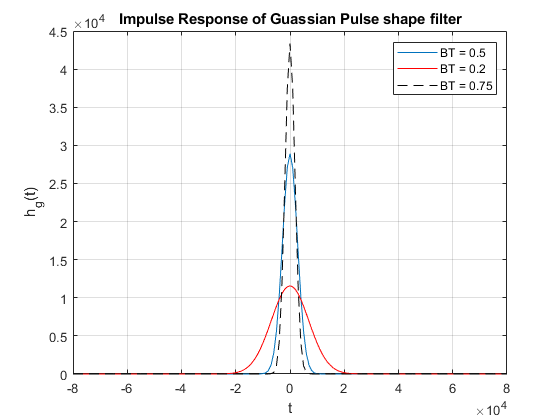 Impulse Response of Guassian Pulse shape filter
×10^4
4.5
4
3.5
3
2.5
2
1.5
1
0.5
0
h_g(t)
BT = 0.5
BT = 0.2
BT = 0.75
-8 -6 -4 -2 0 2 4 6 8
t
×10^4